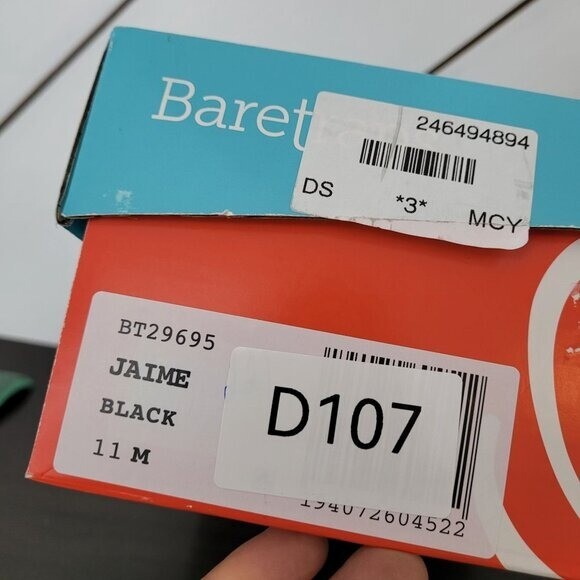 Baret
246494894
DS *3* MCY
BT29695
JAIME
BLACK
11 M
D107
194072604522